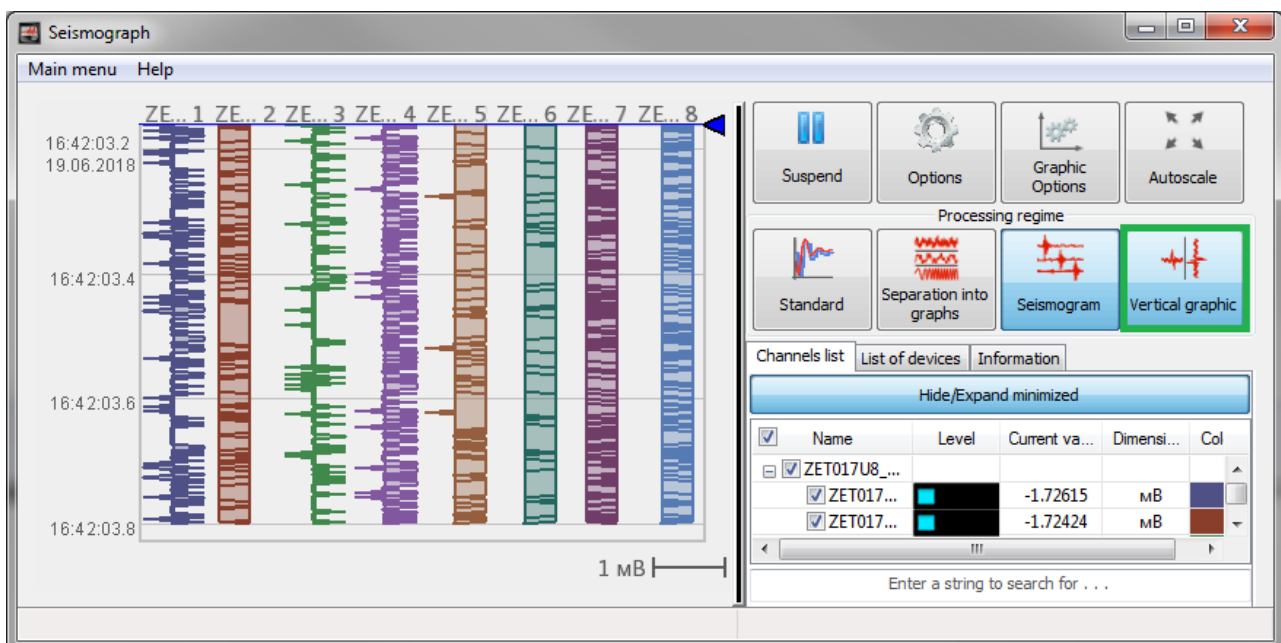 Seismograph
Main menu Help
ZE... 1 ZE... 2 ZE... 3 ZE... 4 ZE... 5 ZE... 6 ZE... 7 ZE... 8
16:42:03.2
19.06.2018
16:42:03.4
16:42:03.6
16:42:03.8
1 мВ
Suspend
Options
Graphic
Options
Autoscale
Processing regime
Standard
Separation into
graphs
Seismogram
Vertical graphic
Channels list List of devices Information
Hide/Expand minimized
Name Level Current va... Dimensi... Col
ZET017U8_...
ZET017... -1.72615 мВ
ZET017... -1.72424 мВ
Enter a string to search for . . .